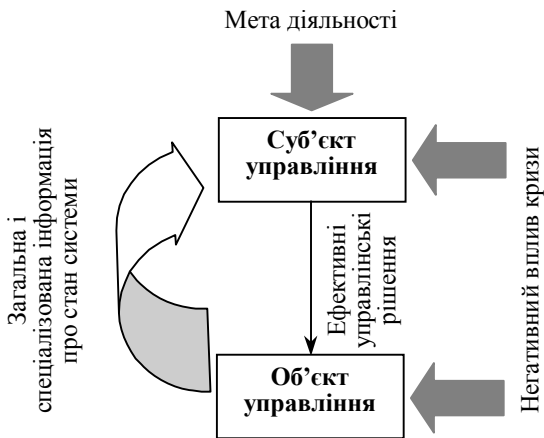 Мета діяльності
Суб’єкт
управління
Загальна і
спеціалізована інформація
про стан системи
Ефективні
управлінські
рішення
Негативний вплив кризи
Об’єкт
управління